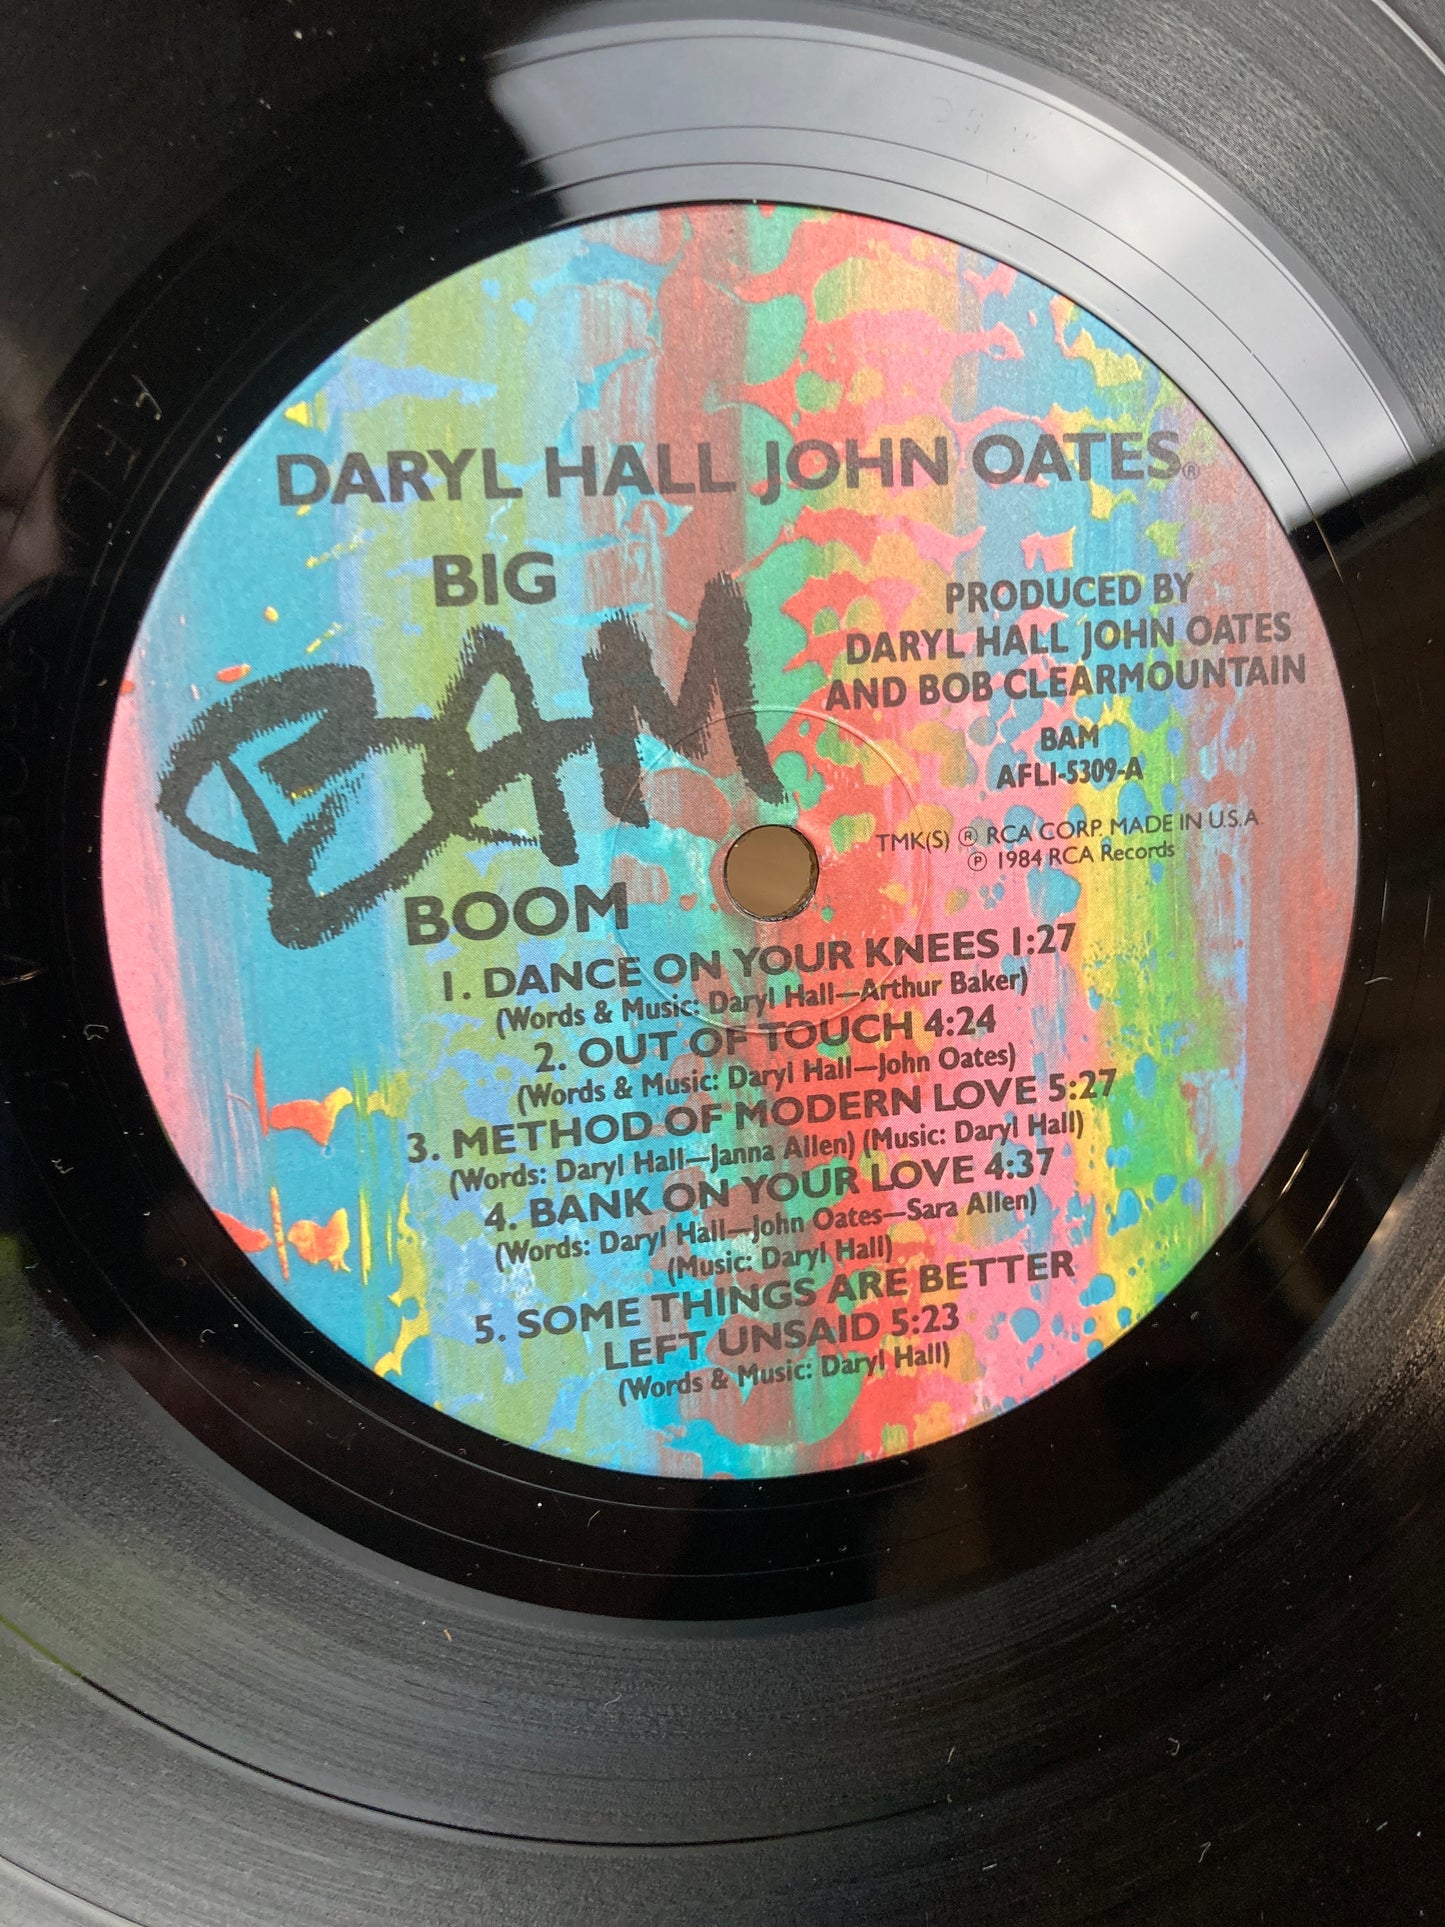 DARYL HALL JOHN OATES®
BIG
BAM
BOOM
PRODUCED BY
DARYL HALL JOHN OATES
AND BOB CLEARMOUNTAIN
BAM
AFL1-5309-A
TMK(S) ® RCA CORP. MADE IN U.S.A.
℗ 1984 RCA Records
1. DANCE ON YOUR KNEES 1:27
(Words & Music: Daryl Hall—Arthur Baker)
2. OUT OF TOUCH 4:24
(Words & Music: Daryl Hall—John Oates)
3. METHOD OF MODERN LOVE 5:27
(Words: Daryl Hall—Janna Allen) (Music: Daryl Hall)
4. BANK ON YOUR LOVE 4:37
(Words: Daryl Hall—John Oates—Sara Allen)
(Music: Daryl Hall)
5. SOME THINGS ARE BETTER
LEFT UNSAID 5:23
(Words & Music: Daryl Hall)